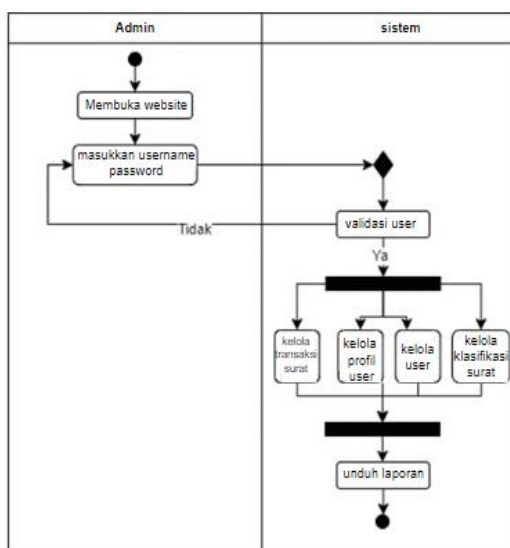 Admin
sistem
Membuka website
masukkan username
password
validasi user
Tidak
Ya
kelola
transaksi
surat
kelola
profil
user
kelola
user
kelola
klasifikasi
surat
unduh laporan